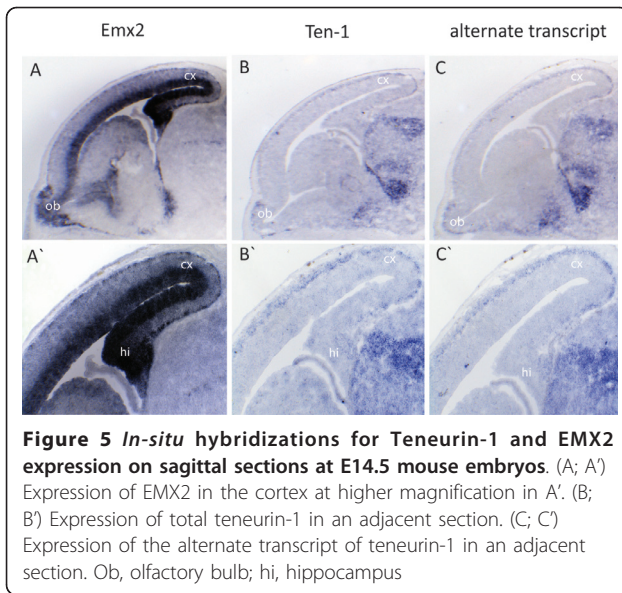 Emx2 Ten-1 alternate transcript
A B C
cx cx cx
ob ob ob
A` B` C`
cx cx cx
hi hi hi
Figure 5 In-situ hybridizations for Teneurin-1 and EMX2
expression on sagittal sections at E14.5 mouse embryos. (A; A’)
Expression of EMX2 in the cortex at higher magnification in A’. (B;
B’) Expression of total teneurin-1 in an adjacent section. (C; C’)
Expression of the alternate transcript of teneurin-1 in an adjacent
section. Ob, olfactory bulb; hi, hippocampus